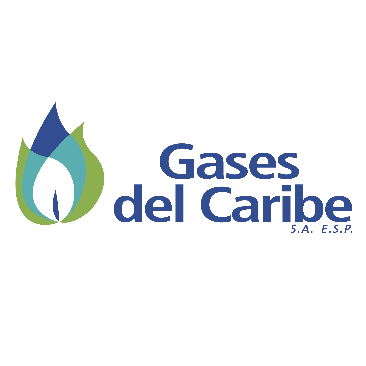 Gases
del Caribe
S.A. E.S.P.